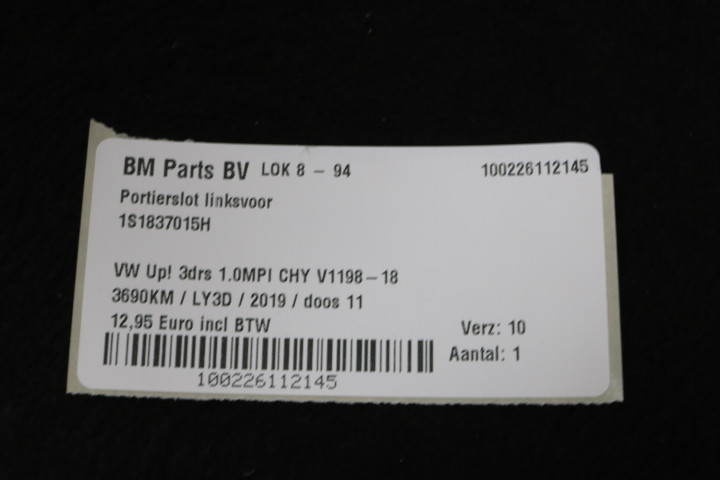 BM Parts BV LOK 8 - 94 100226112145
Portierslot linksvoor
1S1837015H
VW Up! 3drs 1.0MPI CHY V1198-18
3690KM / LY3D / 2019 / doos 11
12,95 Euro incl BTW Verz: 10
Aantal: 1
100226112145